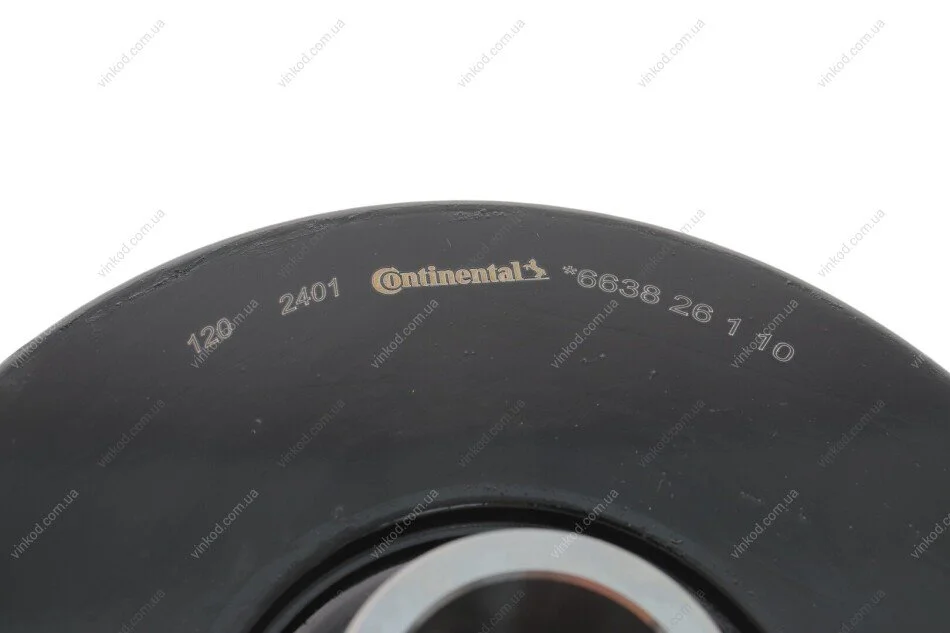 120 2401 Continental *6638 26 1 10
vinkod.com.ua